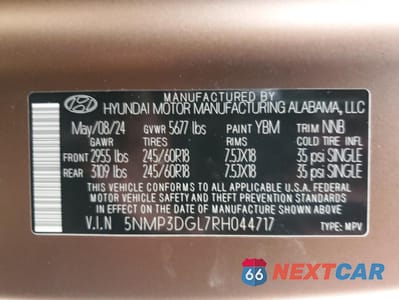 MANUFACTURED BY
HYUNDAI MOTOR MANUFACTURING ALABAMA, LLC
May/08/24 GVWR 5677 lbs PAINT YBM TRIM NNB
GAWR TIRES RIMS COLD TIRE INFL
FRONT 2955 lbs 245/60R18 7.5JX18 35 psi SINGLE
REAR 3109 lbs 245/60R18 7.5JX18 35 psi SINGLE
THIS VEHICLE CONFORMS TO ALL APPLICABLE U.S.A. FEDERAL
MOTOR VEHICLE SAFETY AND THEFT PREVENTION STANDARDS
IN EFFECT ON THE DATE OF MANUFACTURE SHOWN ABOVE.
V.I.N 5NMP3DGL7RH044717 TYPE: MPV
66 NEXTCAR